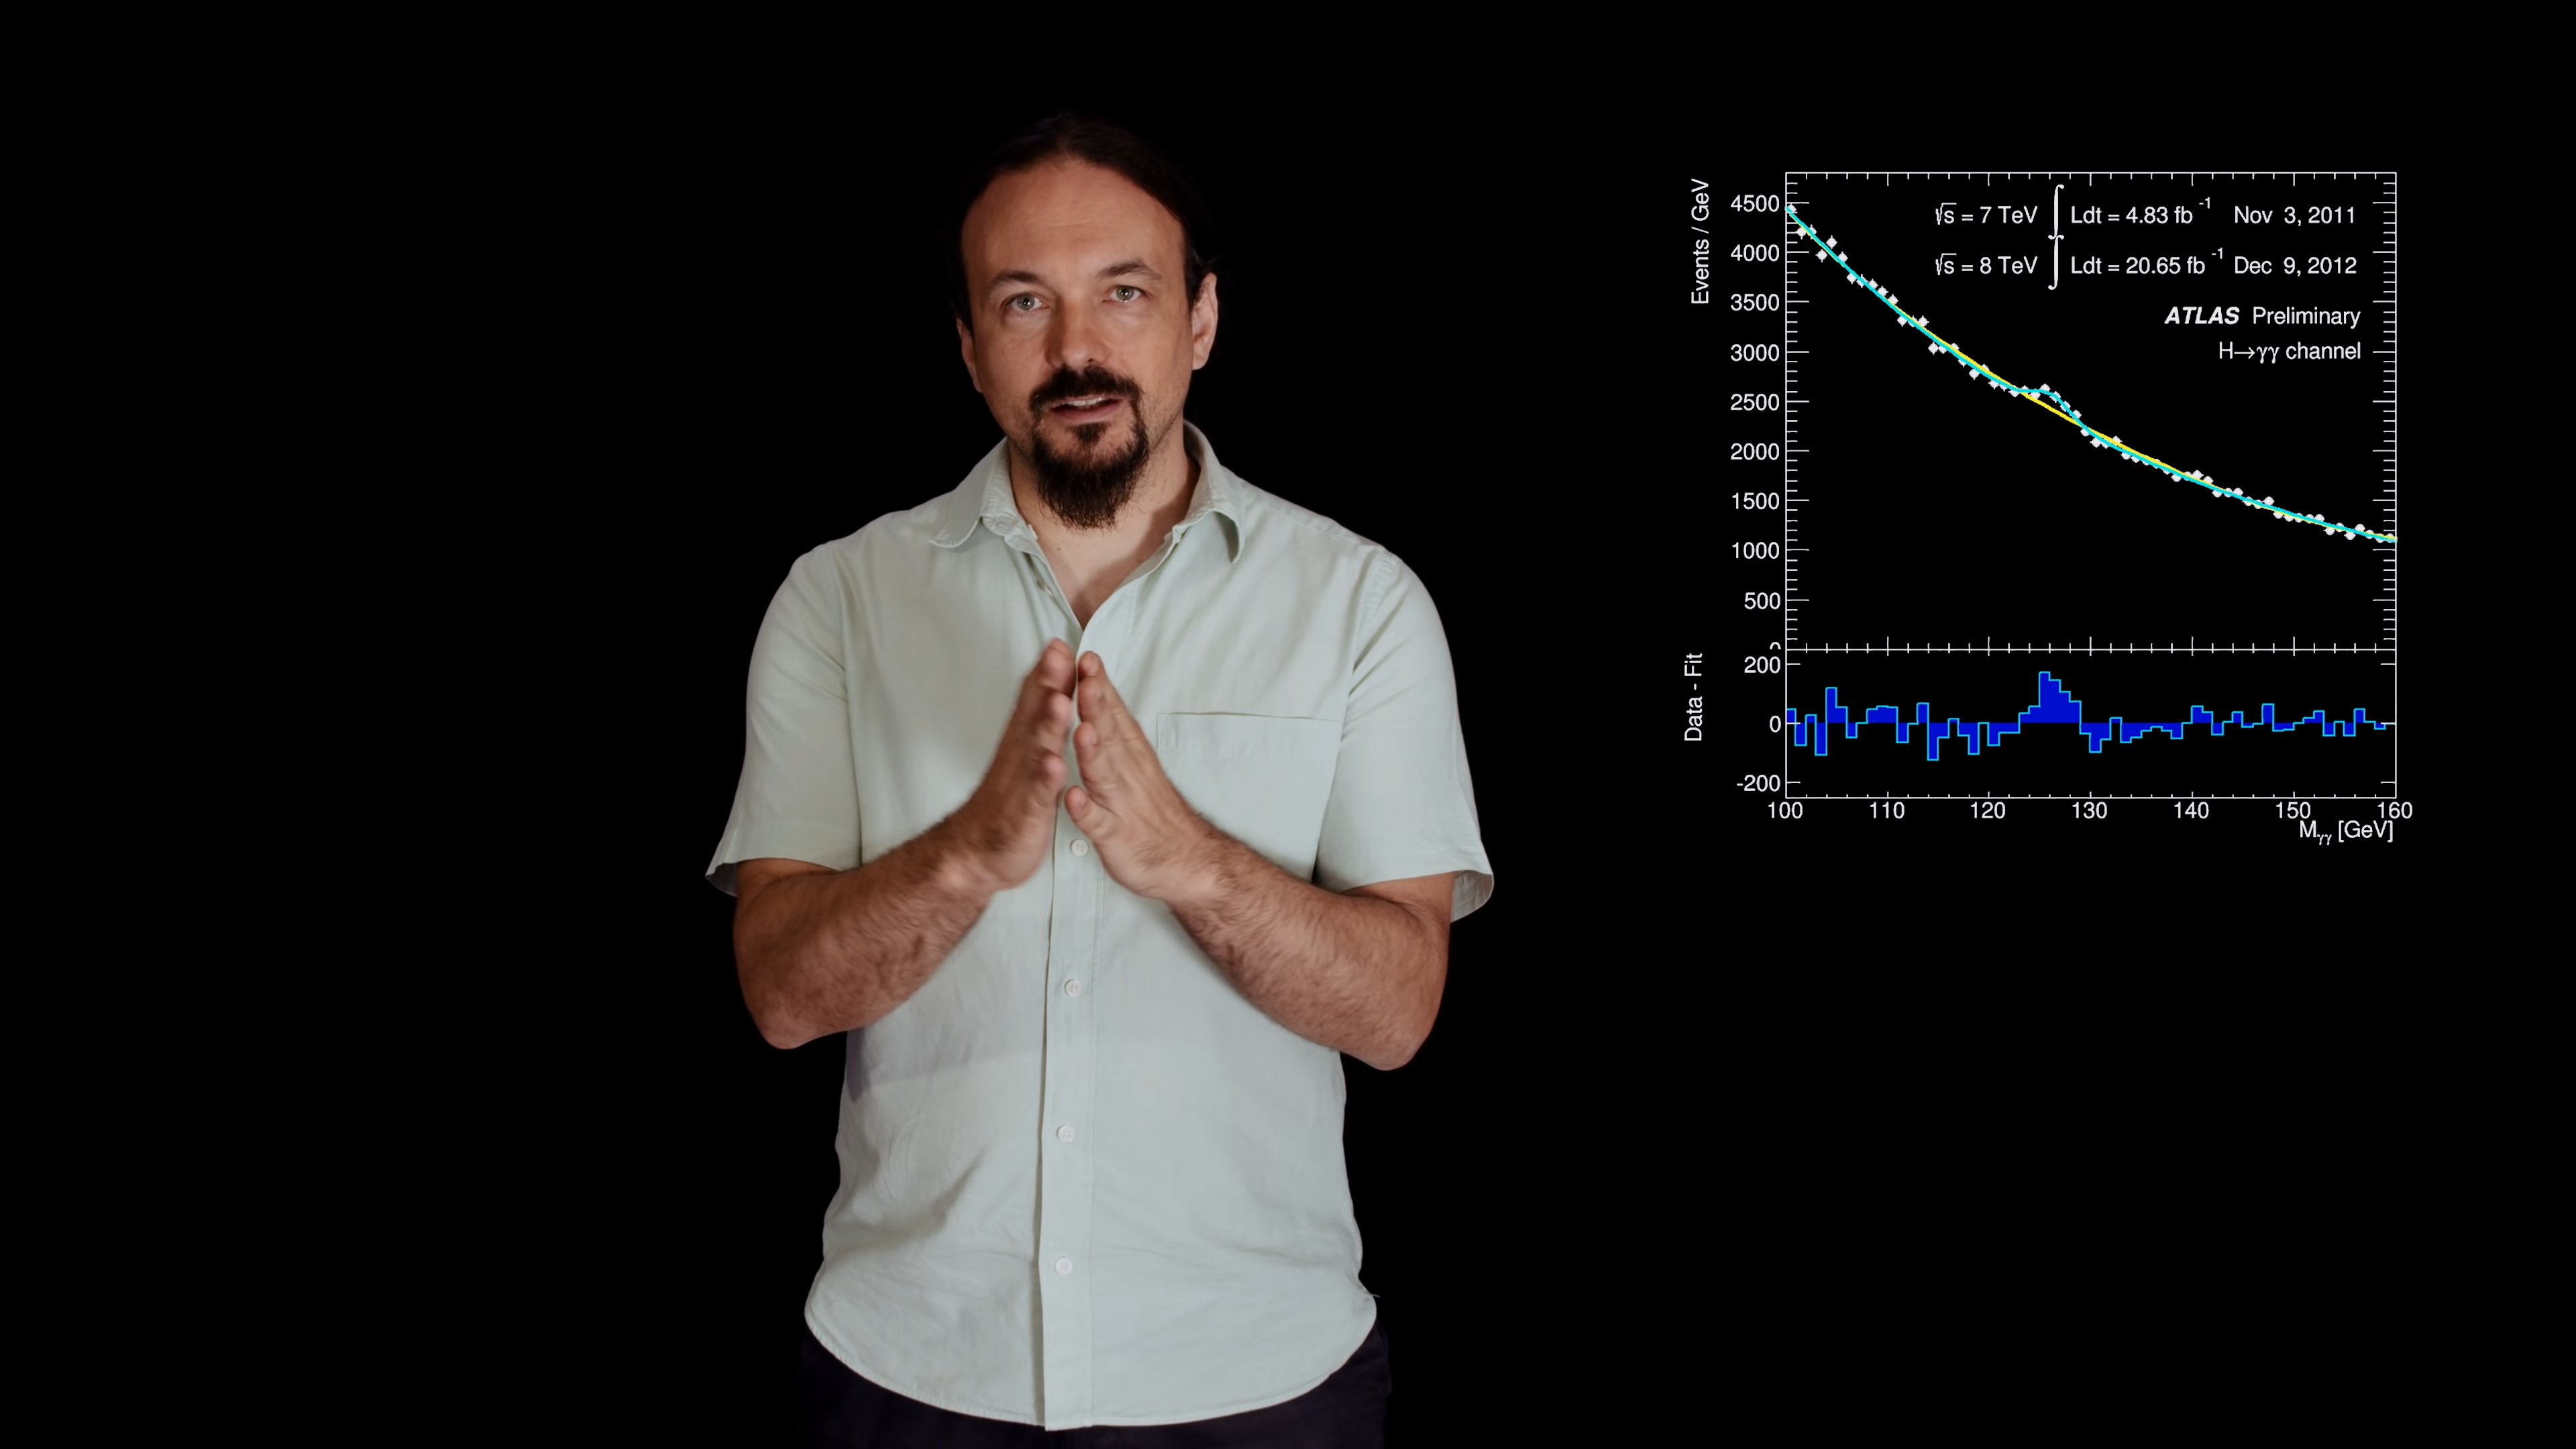 Events / GeV
4500
4000
3500
3000
2500
2000
1500
1000
500
0
√s = 7 TeV ∫ Ldt = 4.83 fb⁻¹ Nov 3, 2011
√s = 8 TeV ∫ Ldt = 20.65 fb⁻¹ Dec 9, 2012
ATLAS Preliminary
H→γγ channel
Data - Fit
200
0
-200
100 110 120 130 140 150 160
Mγγ [GeV]